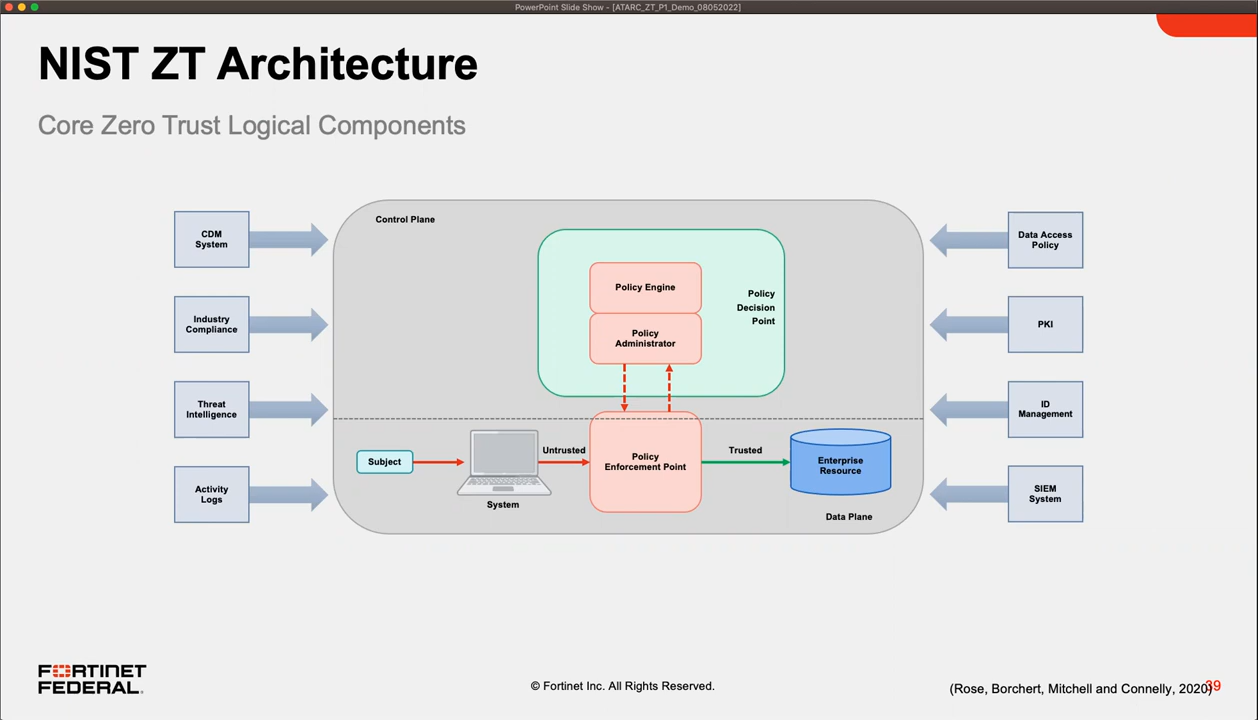 PowerPoint Slide Show - [ATARC_ZT_P1_Demo_08052022]
NIST ZT Architecture
Core Zero Trust Logical Components
CDM
System
Industry
Compliance
Threat
Intelligence
Activity
Logs
Control Plane
Policy Engine
Policy
Administrator
Policy
Decision
Point
Subject
System
Untrusted
Policy
Enforcement Point
Trusted
Enterprise
Resource
Data Plane
Data Access
Policy
PKI
ID
Management
SIEM
System
FORTINET
FEDERAL
© Fortinet Inc. All Rights Reserved.
(Rose, Borchert, Mitchell and Connelly, 2020)
39